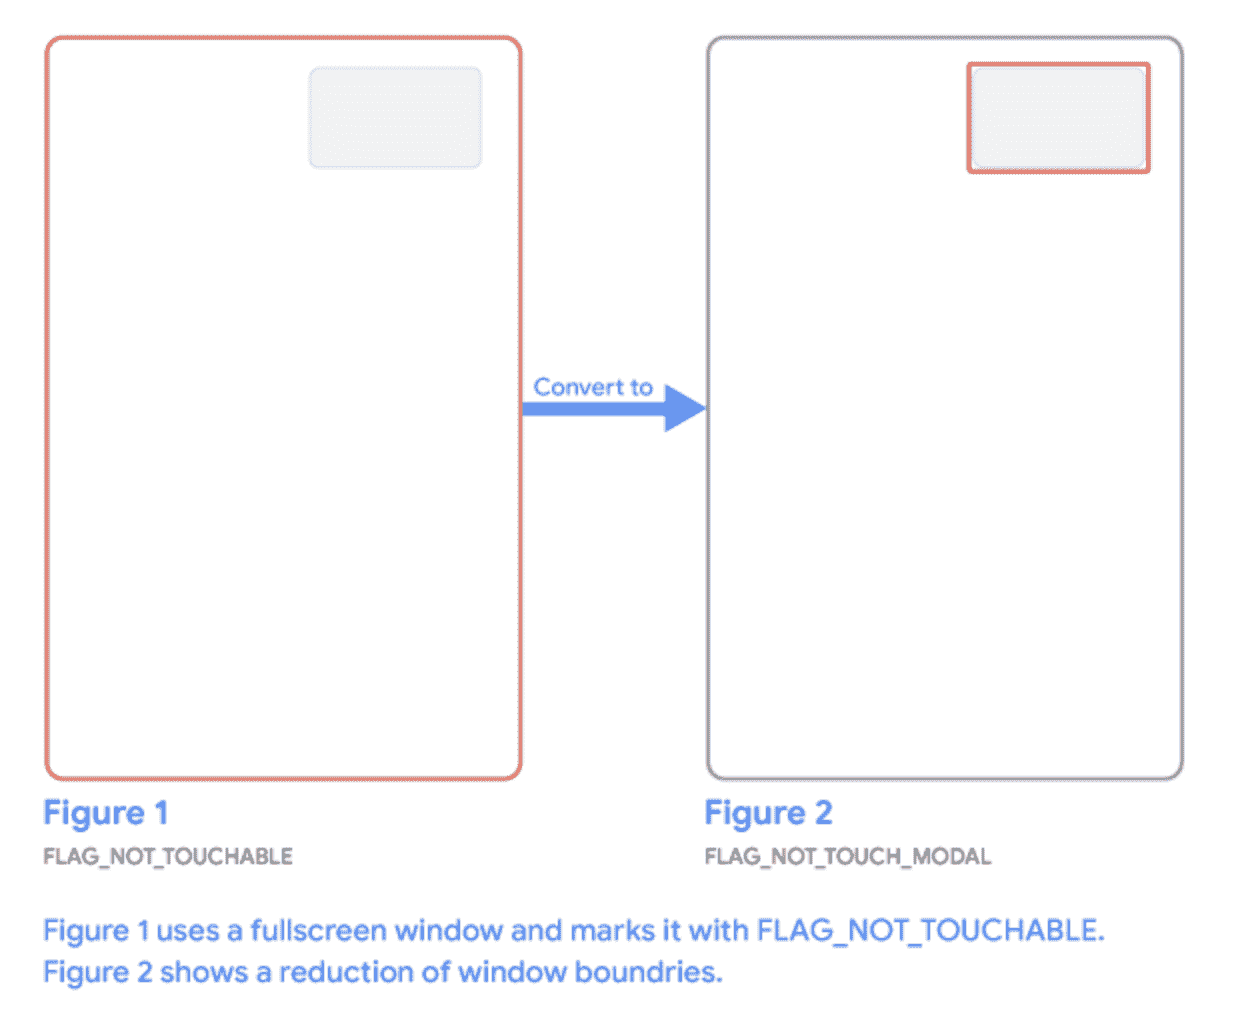 Convert to
Figure 1
FLAG_NOT_TOUCHABLE
Figure 2
FLAG_NOT_TOUCH_MODAL
Figure 1 uses a fullscreen window and marks it with FLAG_NOT_TOUCHABLE.
Figure 2 shows a reduction of window boundries.